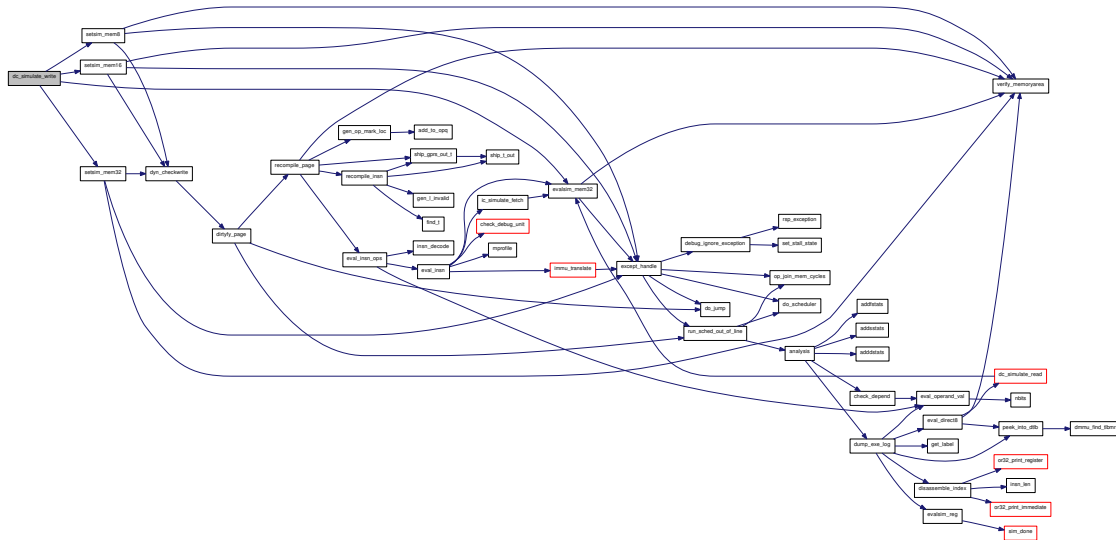 dc_simulate_write
setsim_mem8
setsim_mem16
setsim_mem32
dyn_checkwrite
dirtyfy_page
recompile_page
gen_op_mark_loc
add_to_opq
recompile_insn
ship_gprs_out_t
ship_t_out
gen_l_invalid
find_t
eval_insn_ops
insn_decode
eval_insn
ic_simulate_fetch
check_debug_unit
mprofile
immu_translate
evalsim_mem32
except_handle
debug_ignore_exception
rsp_exception
set_stall_state
op_join_mem_cycles
do_jump
do_scheduler
run_sched_out_of_line
analysis
addfstats
addsstats
adddstats
check_depend
dump_exe_log
eval_operand_val
eval_direct8
get_label
disassemble_index
evalsim_reg
verify_memoryarea
dc_simulate_read
nbits
peek_into_dtlb
or32_print_register
insn_len
or32_print_immediate
sim_done